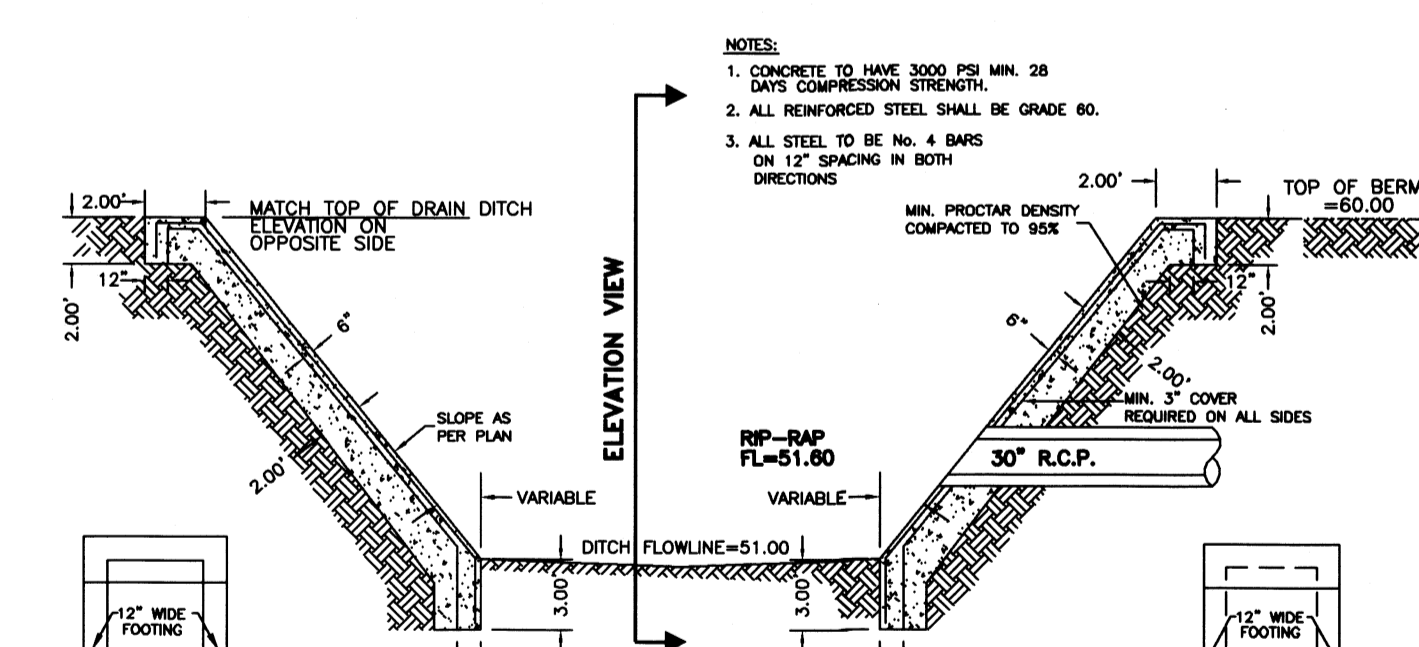 NOTES:
1. CONCRETE TO HAVE 3000 PSI MIN. 28
DAYS COMPRESSION STRENGTH.
2. ALL REINFORCED STEEL SHALL BE GRADE 60.
3. ALL STEEL TO BE No. 4 BARS
ON 12" SPACING IN BOTH
DIRECTIONS
2.00'
MATCH TOP OF DRAIN DITCH
ELEVATION ON
OPPOSITE SIDE
12"
2.00'
6"
SLOPE AS
PER PLAN
2.00'
VARIABLE
ELEVATION VIEW
2.00'
TOP OF BERM
=60.00
MIN. PROCTAR DENSITY
COMPACTED TO 95%
12"
2.00'
6"
2.00'
MIN. 3" COVER
REQUIRED ON ALL SIDES
RIP-RAP
FL=51.60
30" R.C.P.
VARIABLE
DITCH FLOWLINE=51.00
3.00'
3.00'
12" WIDE
FOOTING
12" WIDE
FOOTING